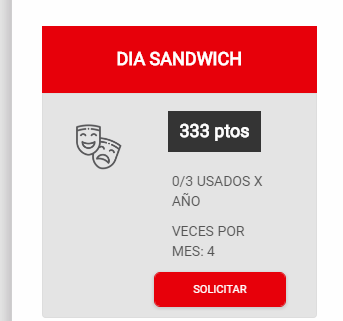 DIA SANDWICH
333 ptos
0/3 USADOS X
AÑO
VECES POR
MES: 4
SOLICITAR